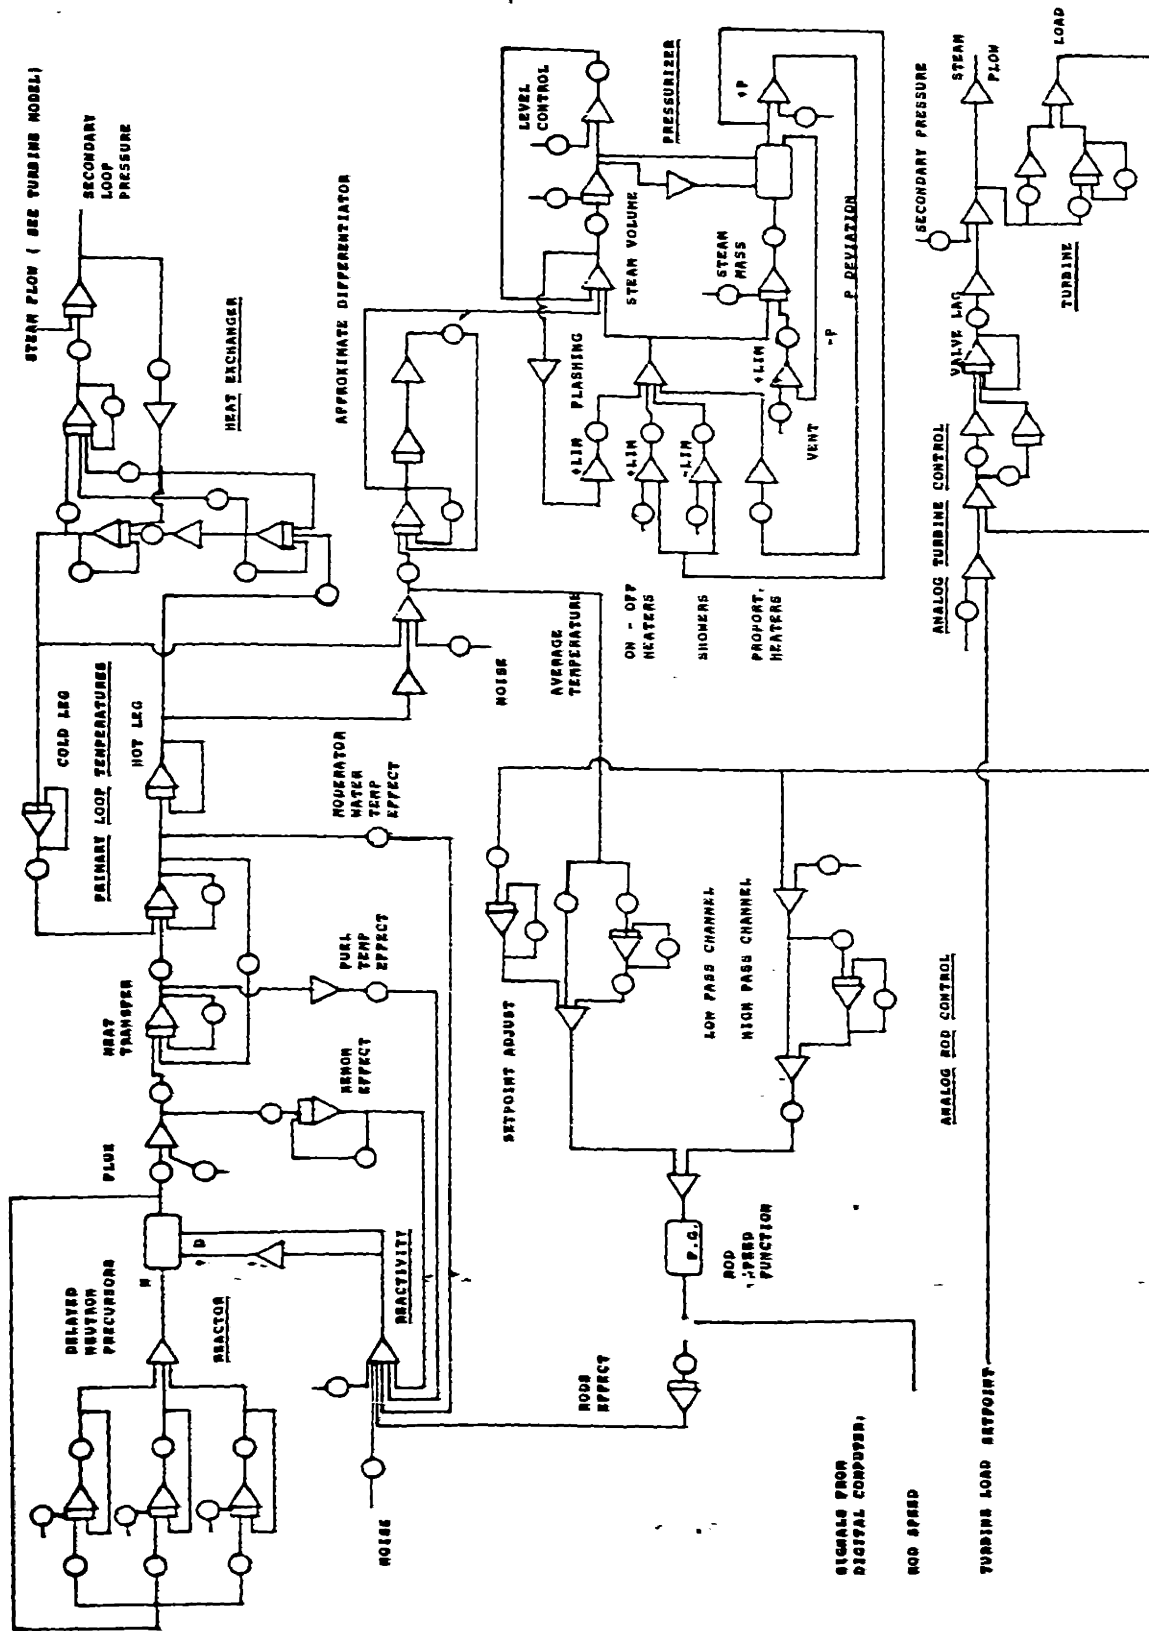 STEAM FLOW ( SEE TURBINE MODEL)
SECONDARY
LOOP
PRESSURE
HEAT EXCHANGER
COLD LEG
PRIMARY LOOP TEMPERATURES
HOT LEG
HEAT
TRANSFER
FLUX
DELAYED
NEUTRON
PRECURSORS
REACTOR
N
D
+
-
MODERATOR
WATER
TEMP
EFFECT
FUEL
TEMP
EFFECT
XENON
EFFECT
REACTIVITY
NOISE
RODS
EFFECT
APPROXIMATE DIFFERENTIATOR
NOISE
AVERAGE
TEMPERATURE
LEVEL
CONTROL
PRESSURIZER
STEAM VOLUME
STEAM
MASS
+P
-P
P DEVIATION
FLASHING
+LIM
+LIM
-LIM
+LIM
VENT
ON - OFF
HEATERS
SHOWERS
PROPORT.
HEATERS
SETPOINT ADJUST
LOW PASS CHANNEL
HIGH PASS CHANNEL
ANALOG ROD CONTROL
F.G.
ROD
SPEED
FUNCTION
SIGNALS FROM
DIGITAL COMPUTER:
ROD SPEED
TURBINE LOAD SETPOINT
ANALOG TURBINE CONTROL
VALVE LAG
SECONDARY PRESSURE
STEAM
FLOW
LOAD
TURBINE